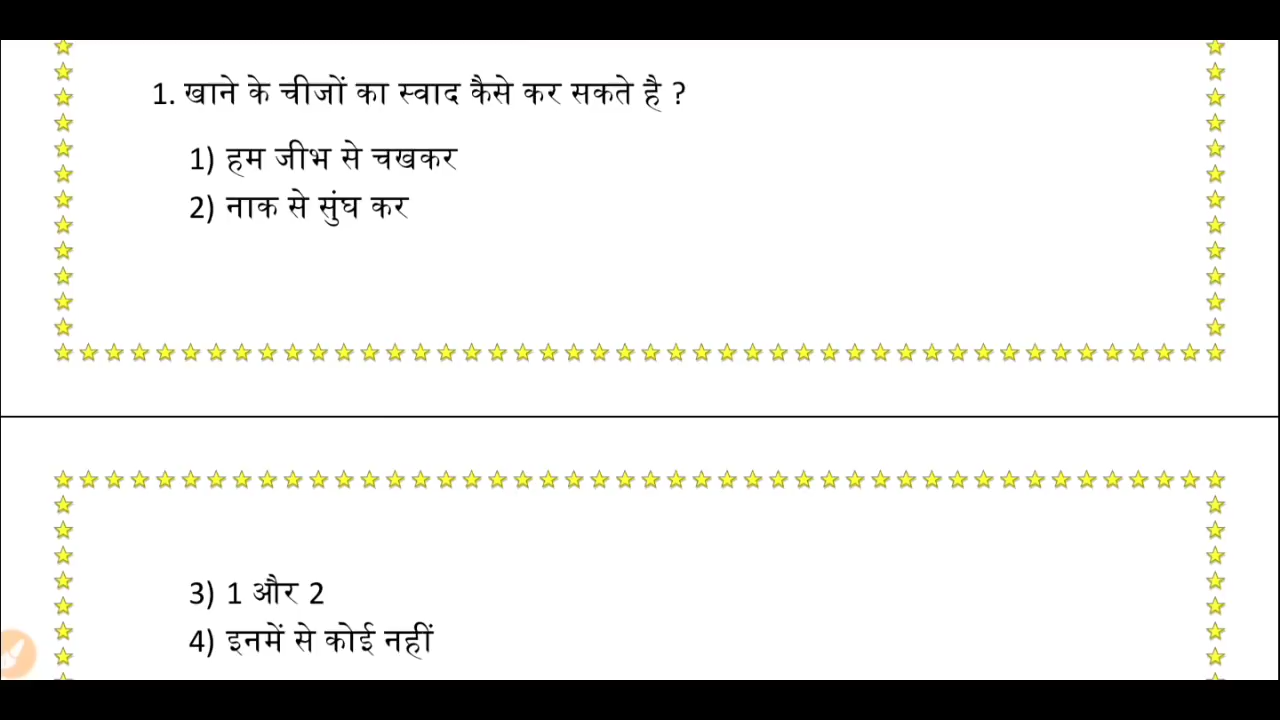 1. खाने के चीजों का स्वाद कैसे कर सकते है ?
1) हम जीभ से चखकर
2) नाक से सुंघ कर
3) 1 और 2
4) इनमें से कोई नहीं